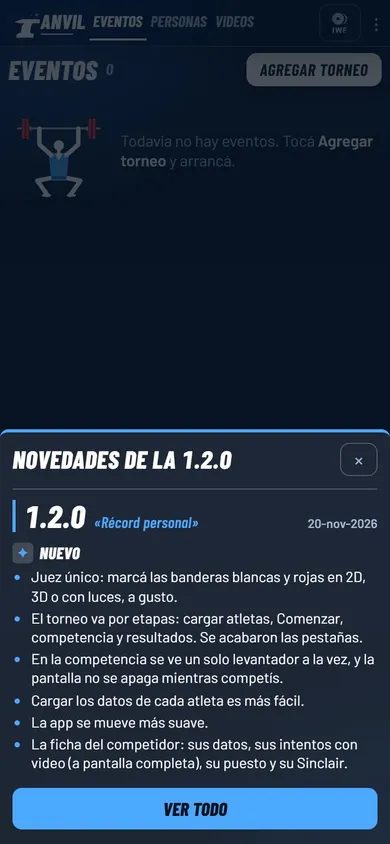 ANVIL EVENTOS PERSONAS VIDEOS IWF
EVENTOS 0 AGREGAR TORNEO
Todavía no hay eventos. Tocá Agregar
torneo y arrancá.
NOVEDADES DE LA 1.2.0 ×
1.2.0 «Récord personal» 20-nov-2026
NUEVO
Juez único: marcá las banderas blancas y rojas en 2D,
3D o con luces, a gusto.
El torneo va por etapas: cargar atletas, Comenzar,
competencia y resultados. Se acabaron las pestañas.
En la competencia se ve un solo levantador a la vez, y la
pantalla no se apaga mientras competís.
Cargar los datos de cada atleta es más fácil.
La app se mueve más suave.
La ficha del competidor: sus datos, sus intentos con
video (a pantalla completa), su puesto y su Sinclair.
VER TODO